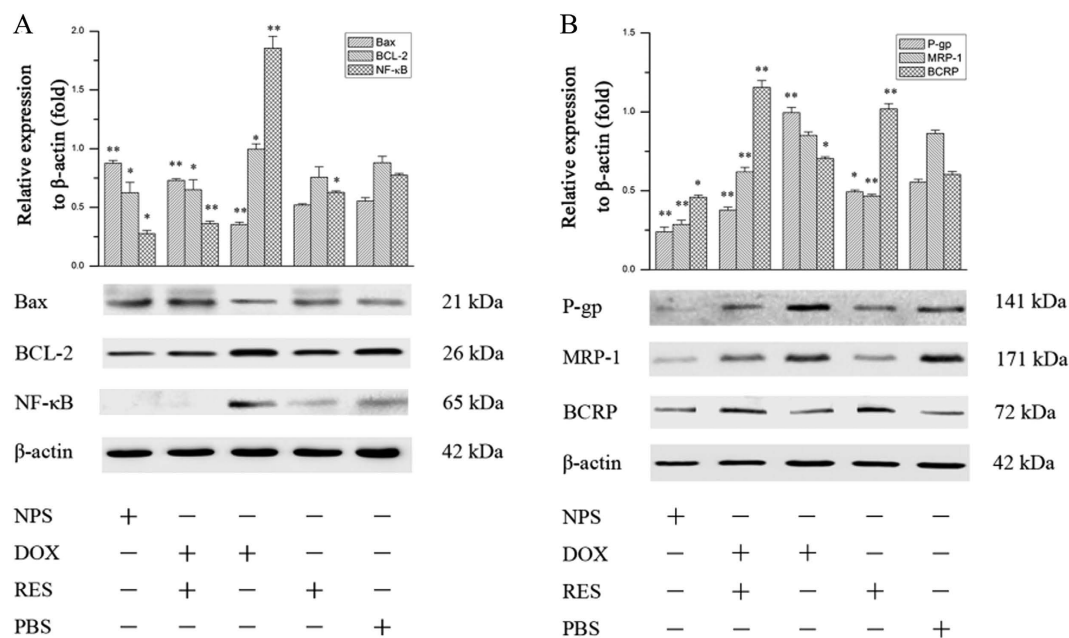 A
Relative expression
to β-actin (fold)
2.0
1.5
1.0
0.5
0.0
Bax
BCL-2
NF-κB
** * *
** * **
** * **
*
Bax 21 kDa
BCL-2 26 kDa
NF-κB 65 kDa
β-actin 42 kDa
NPS + − − − −
DOX − + + − −
RES − + − + −
PBS − − − − +
B
Relative expression
to β-actin (fold)
1.5
1.0
0.5
0.0
P-gp
MRP-1
BCRP
** ** *
** ** **
** *
* ** **
P-gp 141 kDa
MRP-1 171 kDa
BCRP 72 kDa
β-actin 42 kDa
NPS + − − − −
DOX − + + − −
RES − + − + −
PBS − − − − +